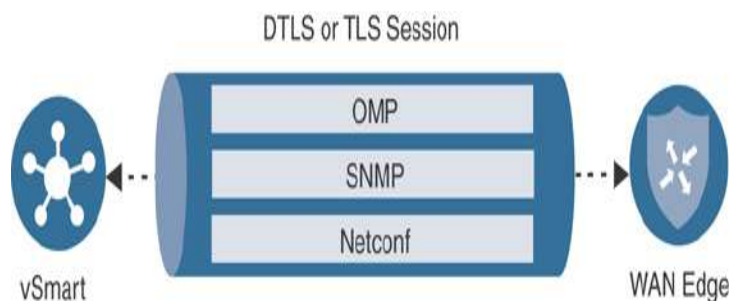 DTLS or TLS Session
OMP
SNMP
Netconf
vSmart
WAN Edge